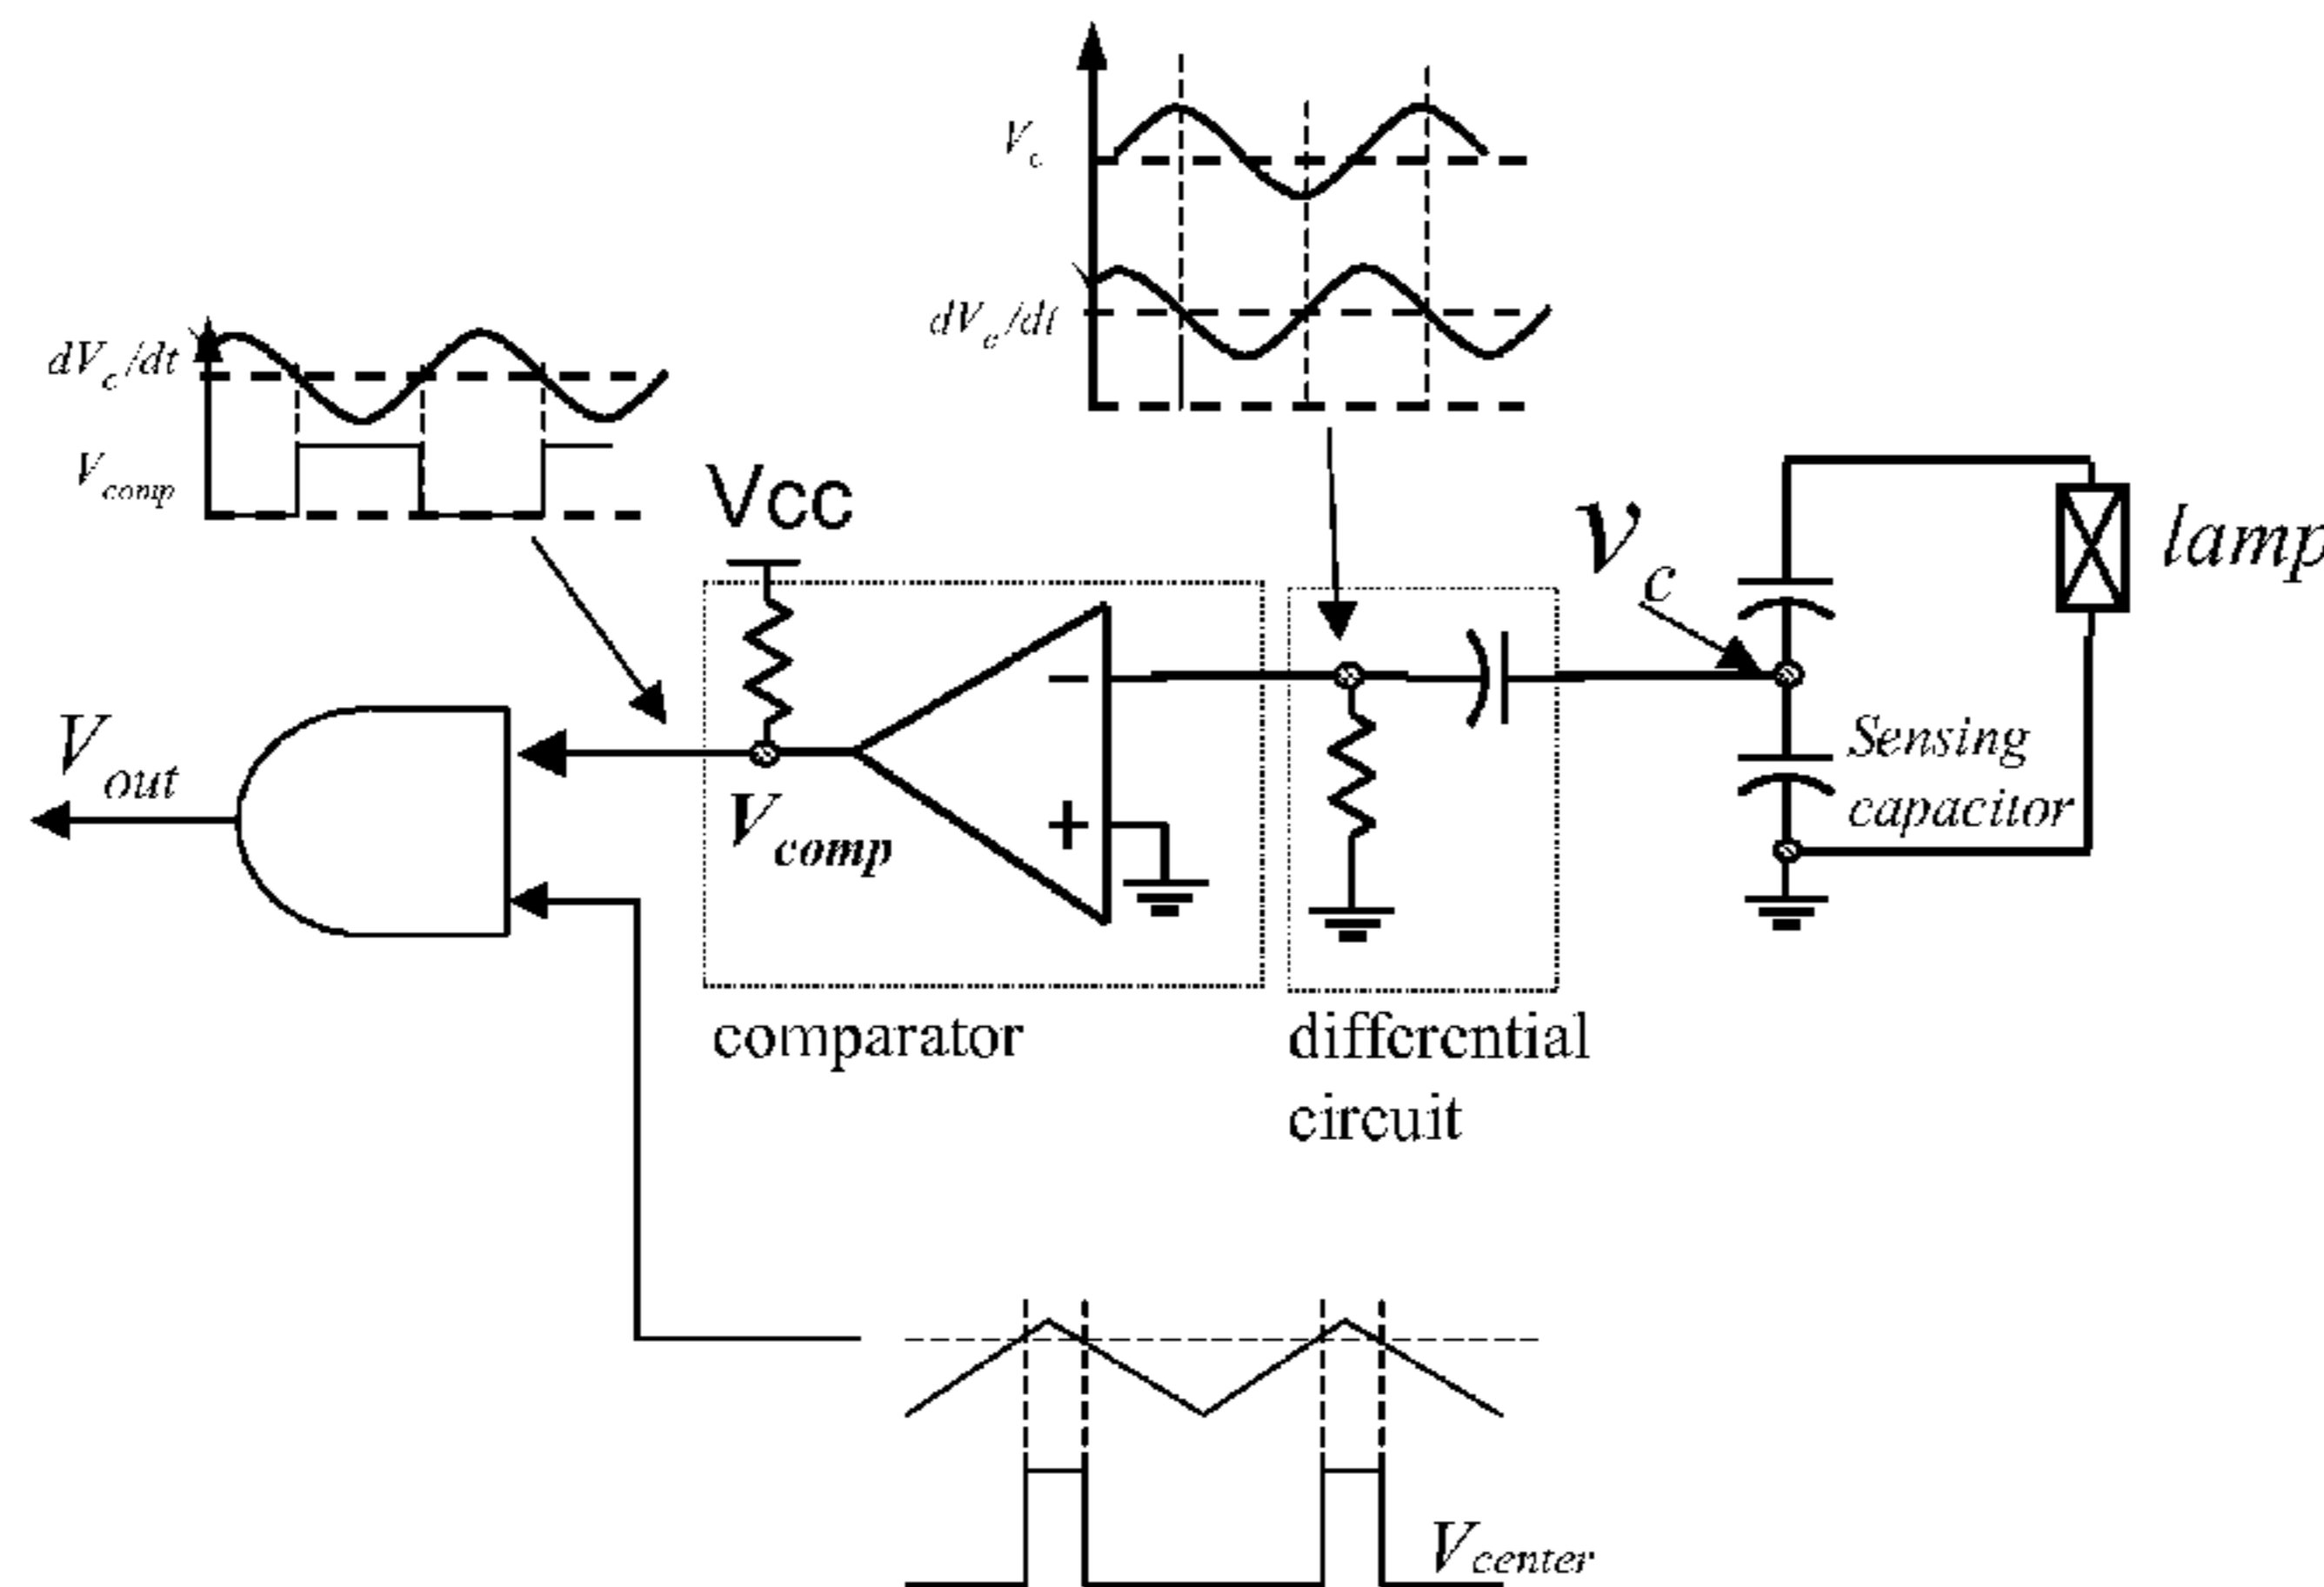 V_c
dV_c/dt
dV_c/dt
V_comp
Vcc
V_c
lamp
−
Sensing
capacitor
V_out
V_comp
+
comparator
differential
circuit
V_center